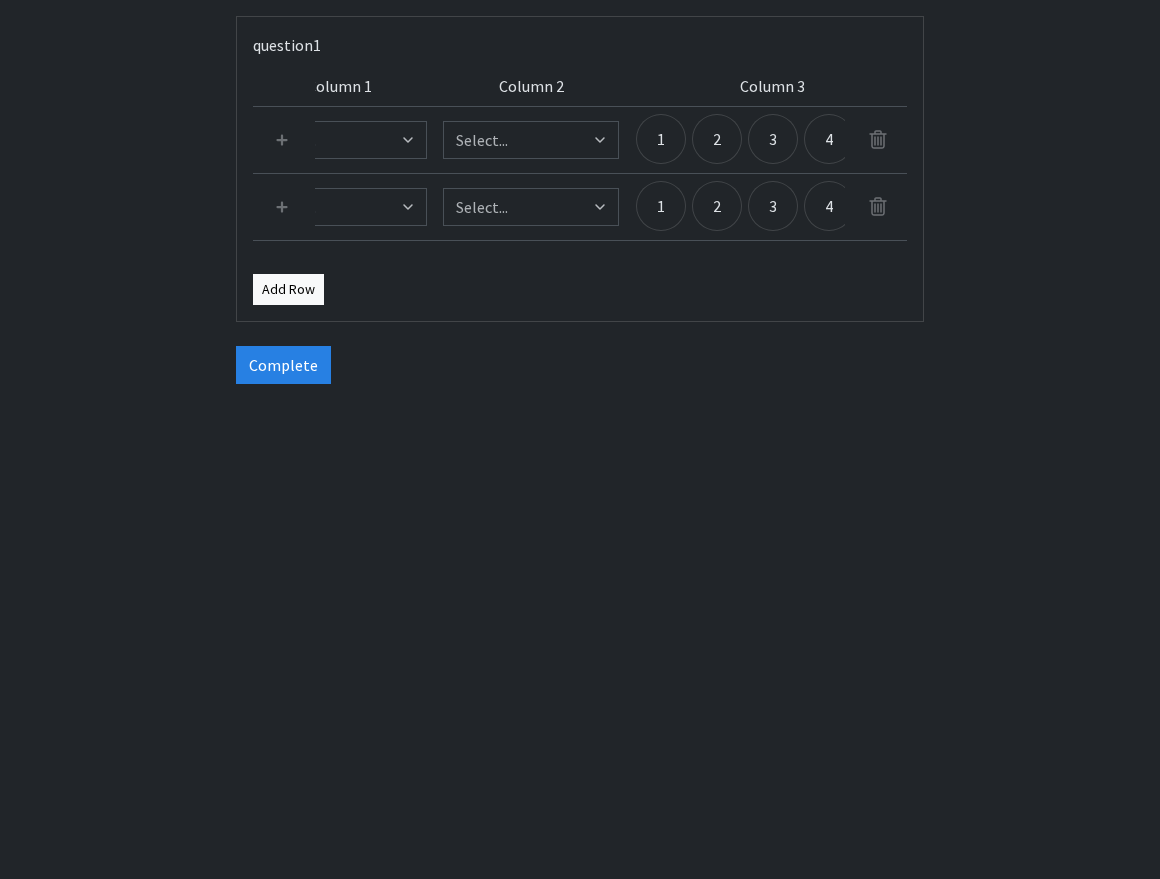 question1
olumn 1 Column 2 Column 3
Select... 1 2 3 4
Select... 1 2 3 4
Add Row
Complete